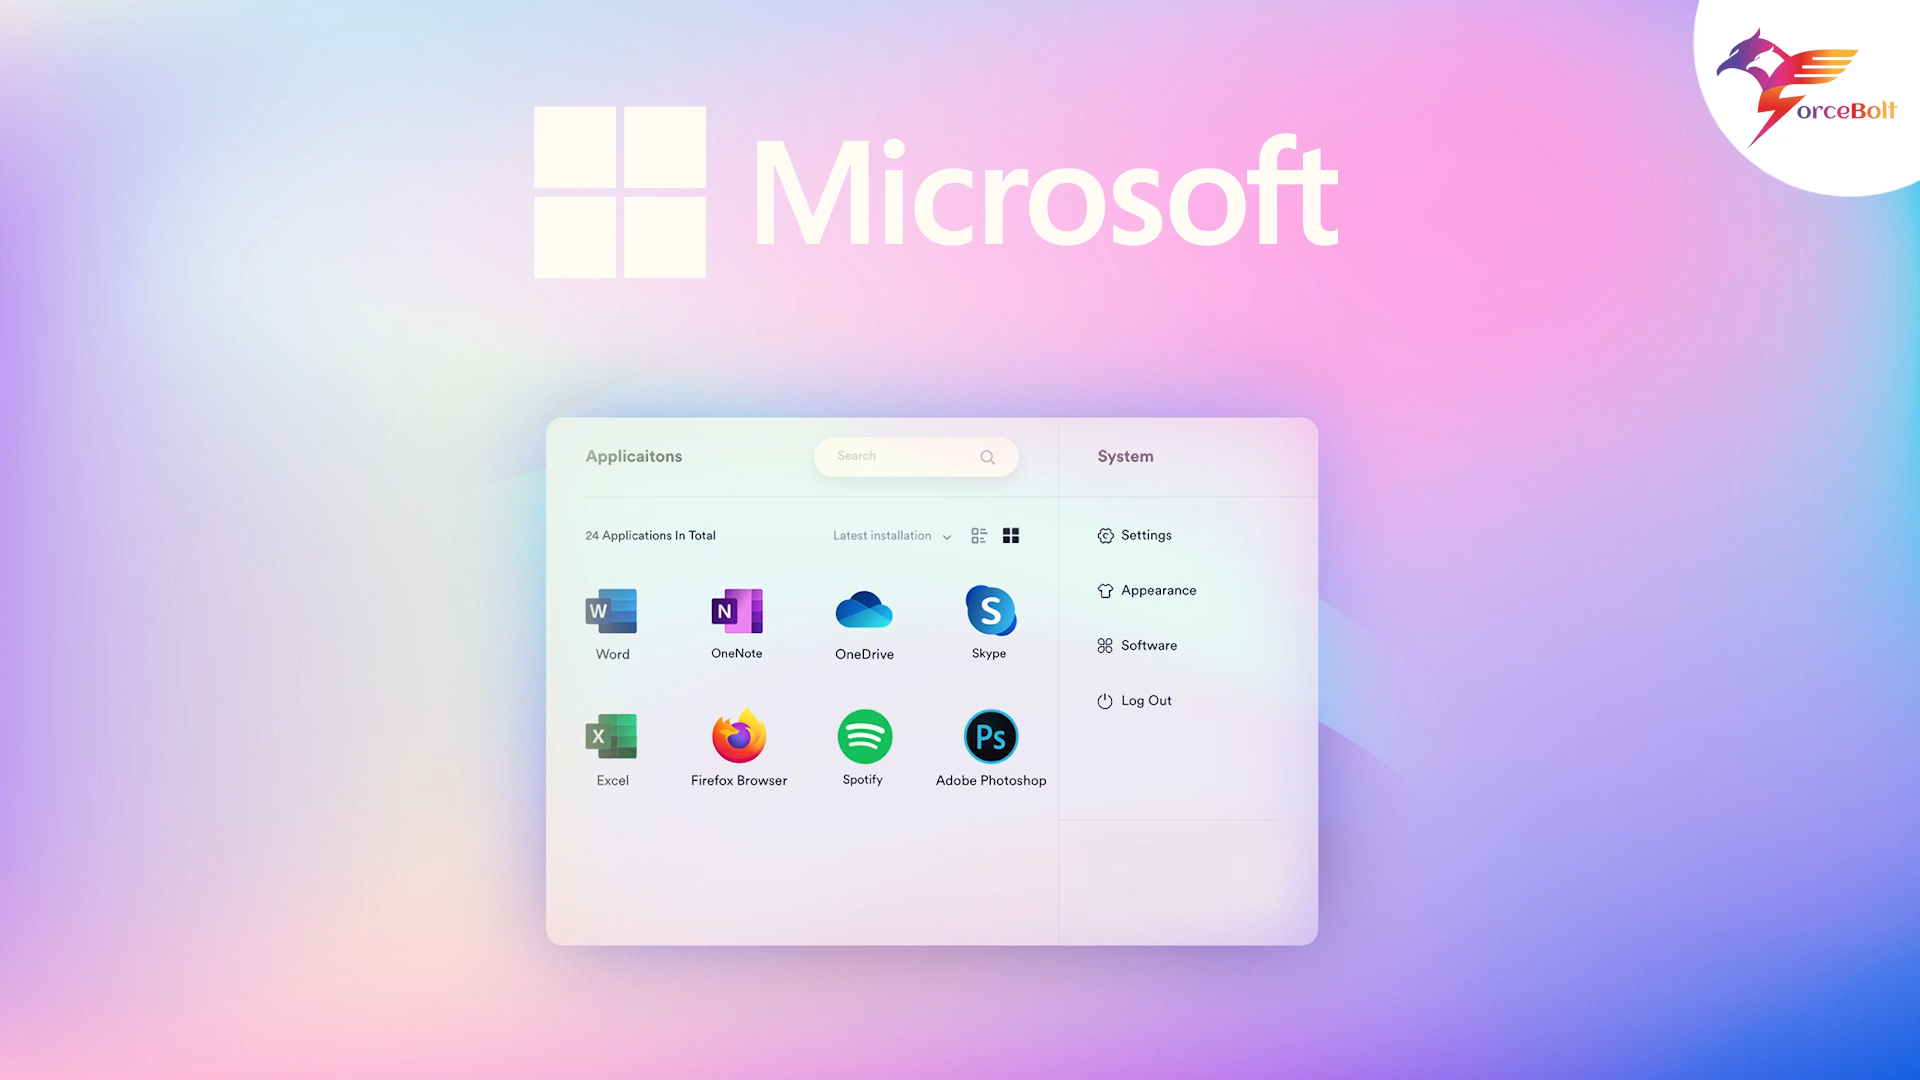 orceBolt
Microsoft
Applicaitons
Search
System
24 Applications In Total
Latest installation
Settings
Appearance
Software
Log Out
W
N
S
Word
OneNote
OneDrive
Skype
X
Ps
Excel
Firefox Browser
Spotify
Adobe Photoshop